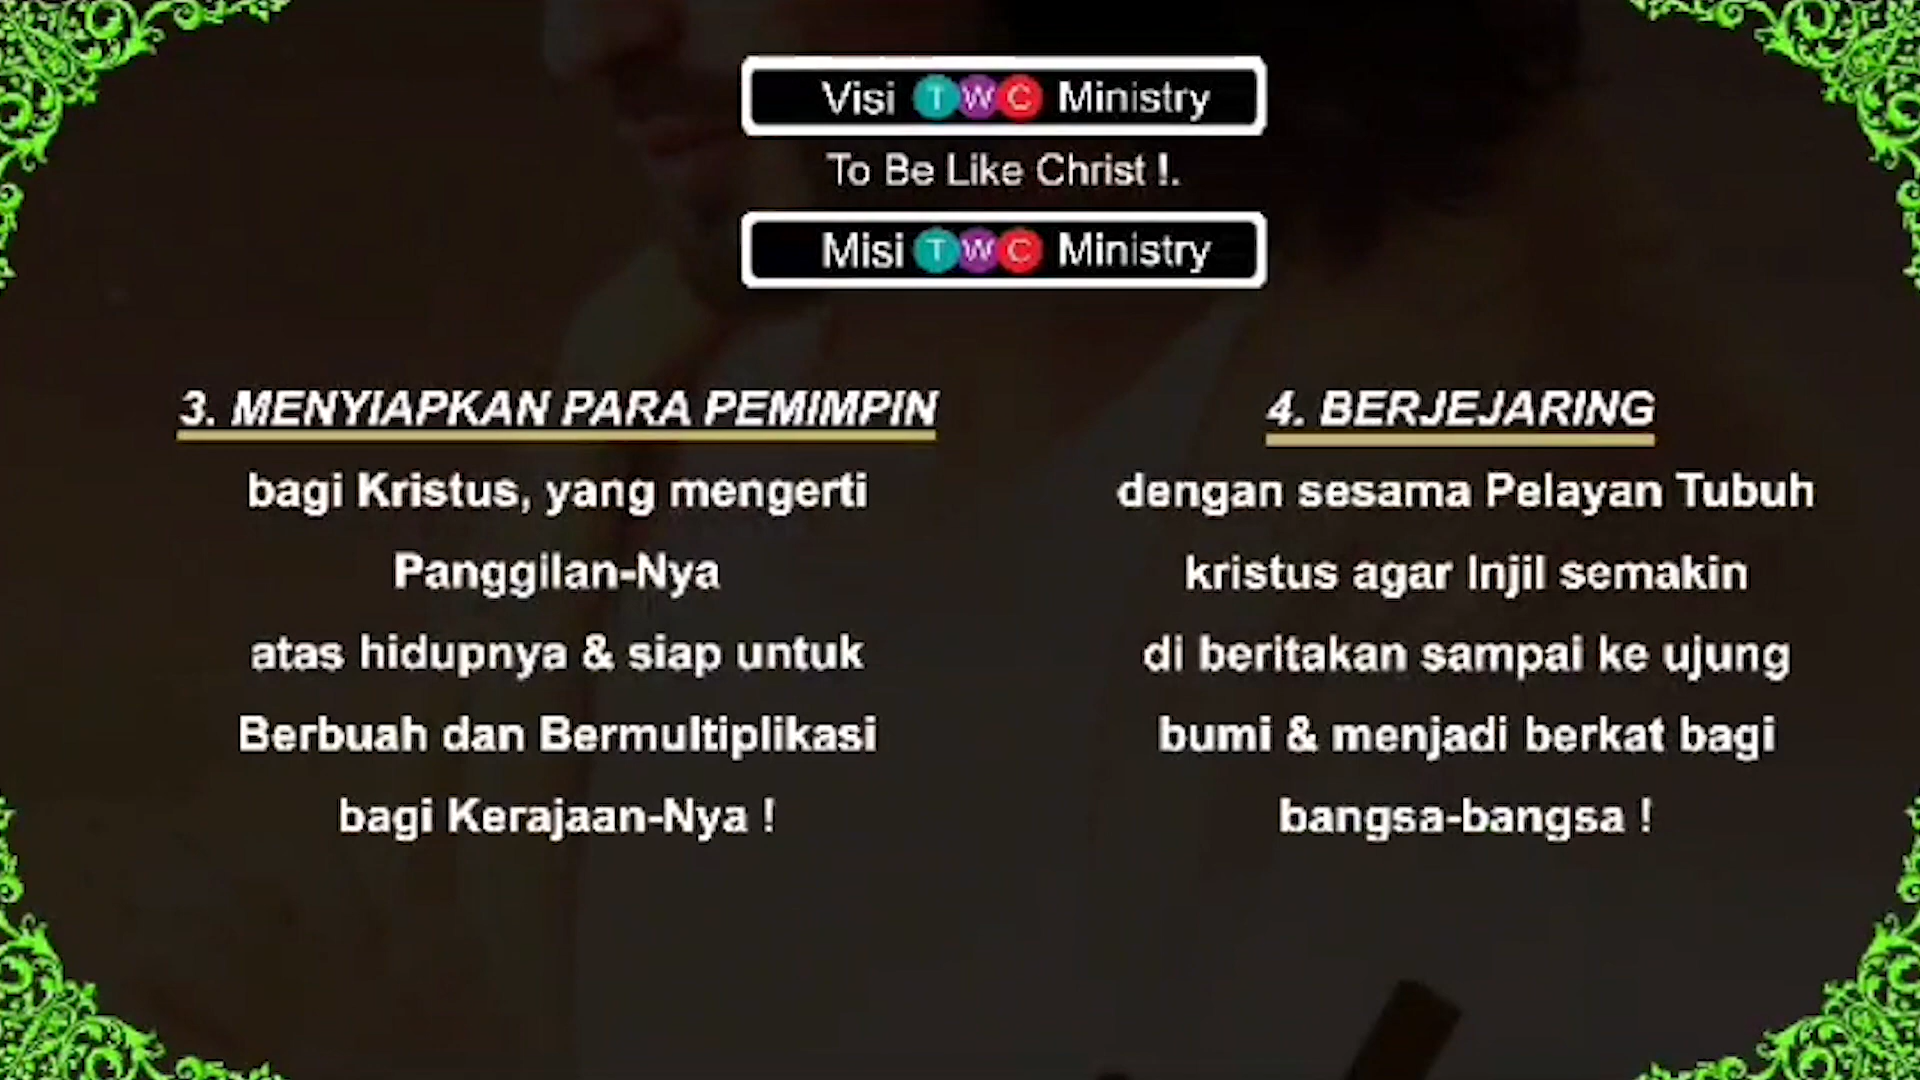 Visi TWC Ministry
To Be Like Christ !.
Misi TWC Ministry
3. MENYIAPKAN PARA PEMIMPIN
bagi Kristus, yang mengerti
Panggilan-Nya
atas hidupnya & siap untuk
Berbuah dan Bermultiplikasi
bagi Kerajaan-Nya !
4. BERJEJARING
dengan sesama Pelayan Tubuh
kristus agar Injil semakin
di beritakan sampai ke ujung
bumi & menjadi berkat bagi
bangsa-bangsa !